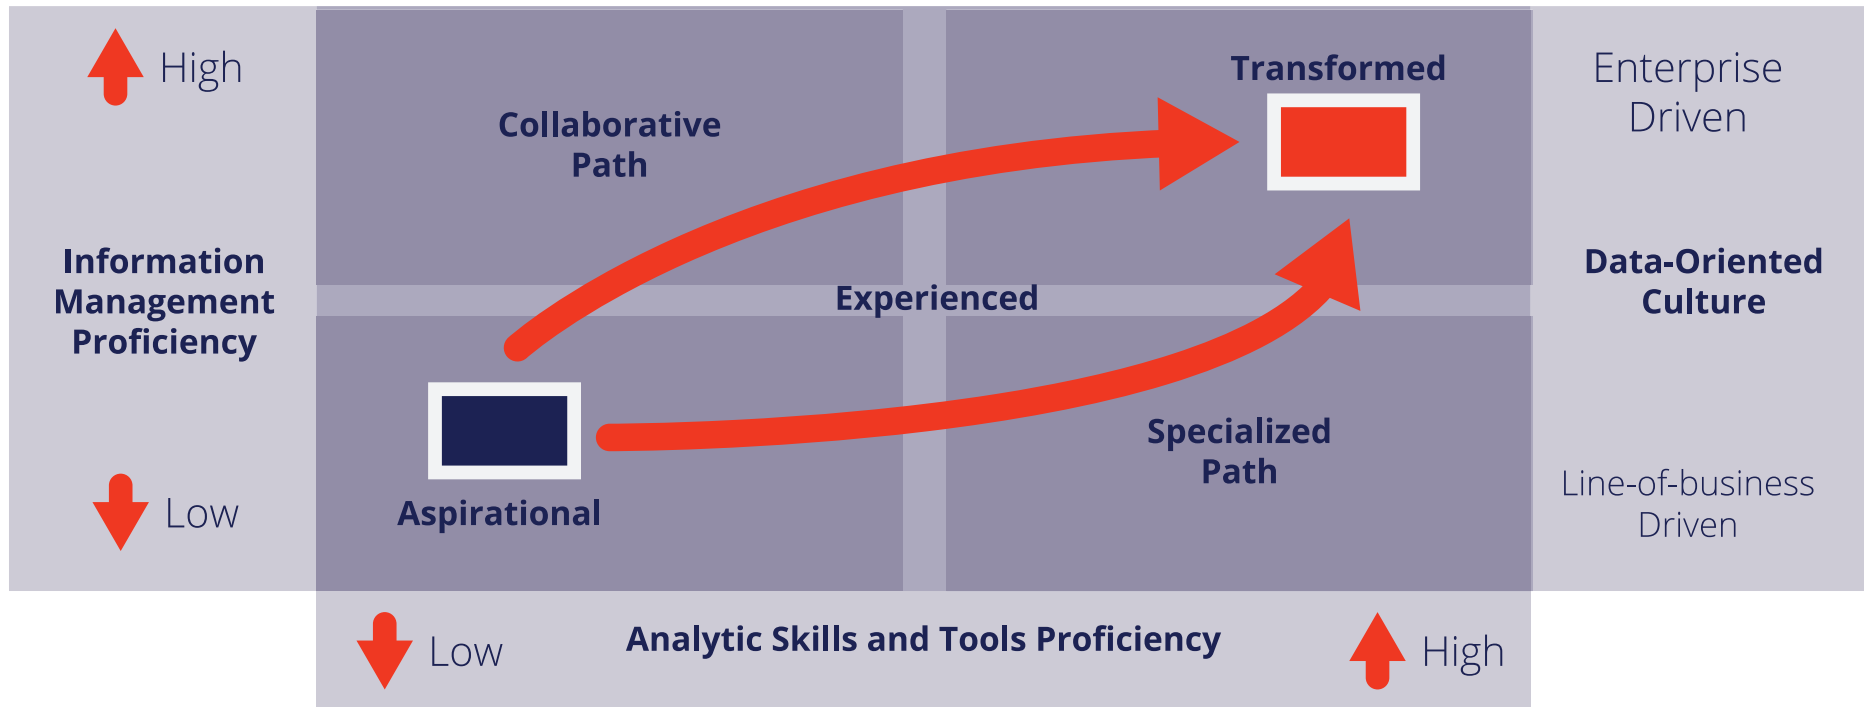 High
Information
Management
Proficiency
Low
Collaborative
Path
Transformed
Experienced
Aspirational
Specialized
Path
Enterprise
Driven
Data-Oriented
Culture
Line-of-business
Driven
Low
Analytic Skills and Tools Proficiency
High